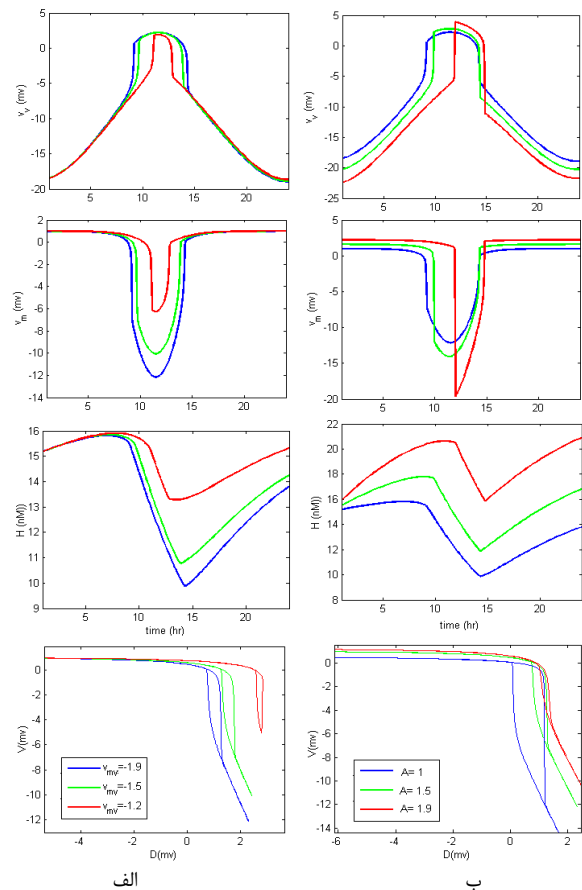 5
0
-5
-10
-15
-20
v_v (mv)
5 10 15 20
5
0
-5
-10
-15
-20
-25
v_v (mv)
5 10 15 20
2
0
-2
-4
-6
-8
-10
-12
-14
v_m (mv)
5 10 15 20
5
0
-5
-10
-15
-20
v_m (mv)
5 10 15 20
16
15
14
13
12
11
10
9
H (nM))
5 10 15 20
time (hr)
22
20
18
16
14
12
10
8
H (nM)
5 10 15 20
time (hr)
0
-2
-4
-6
-8
-10
-12
V(mv)
v_mv=-1.9
v_mv=-1.5
v_mv=-1.2
-4 -2 0 2
D(mv)
0
-2
-4
-6
-8
-10
-12
-14
V(mv)
A= 1
A= 1.5
A= 1.9
-6 -4 -2 0 2
D(mv)
الف
ب